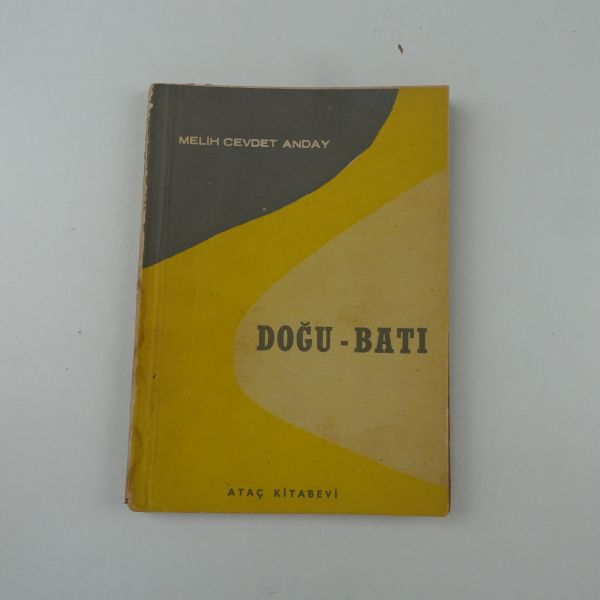 MELİH CEVDET ANDAY
DOĞU - BATI
ATAÇ KİTABEVİ